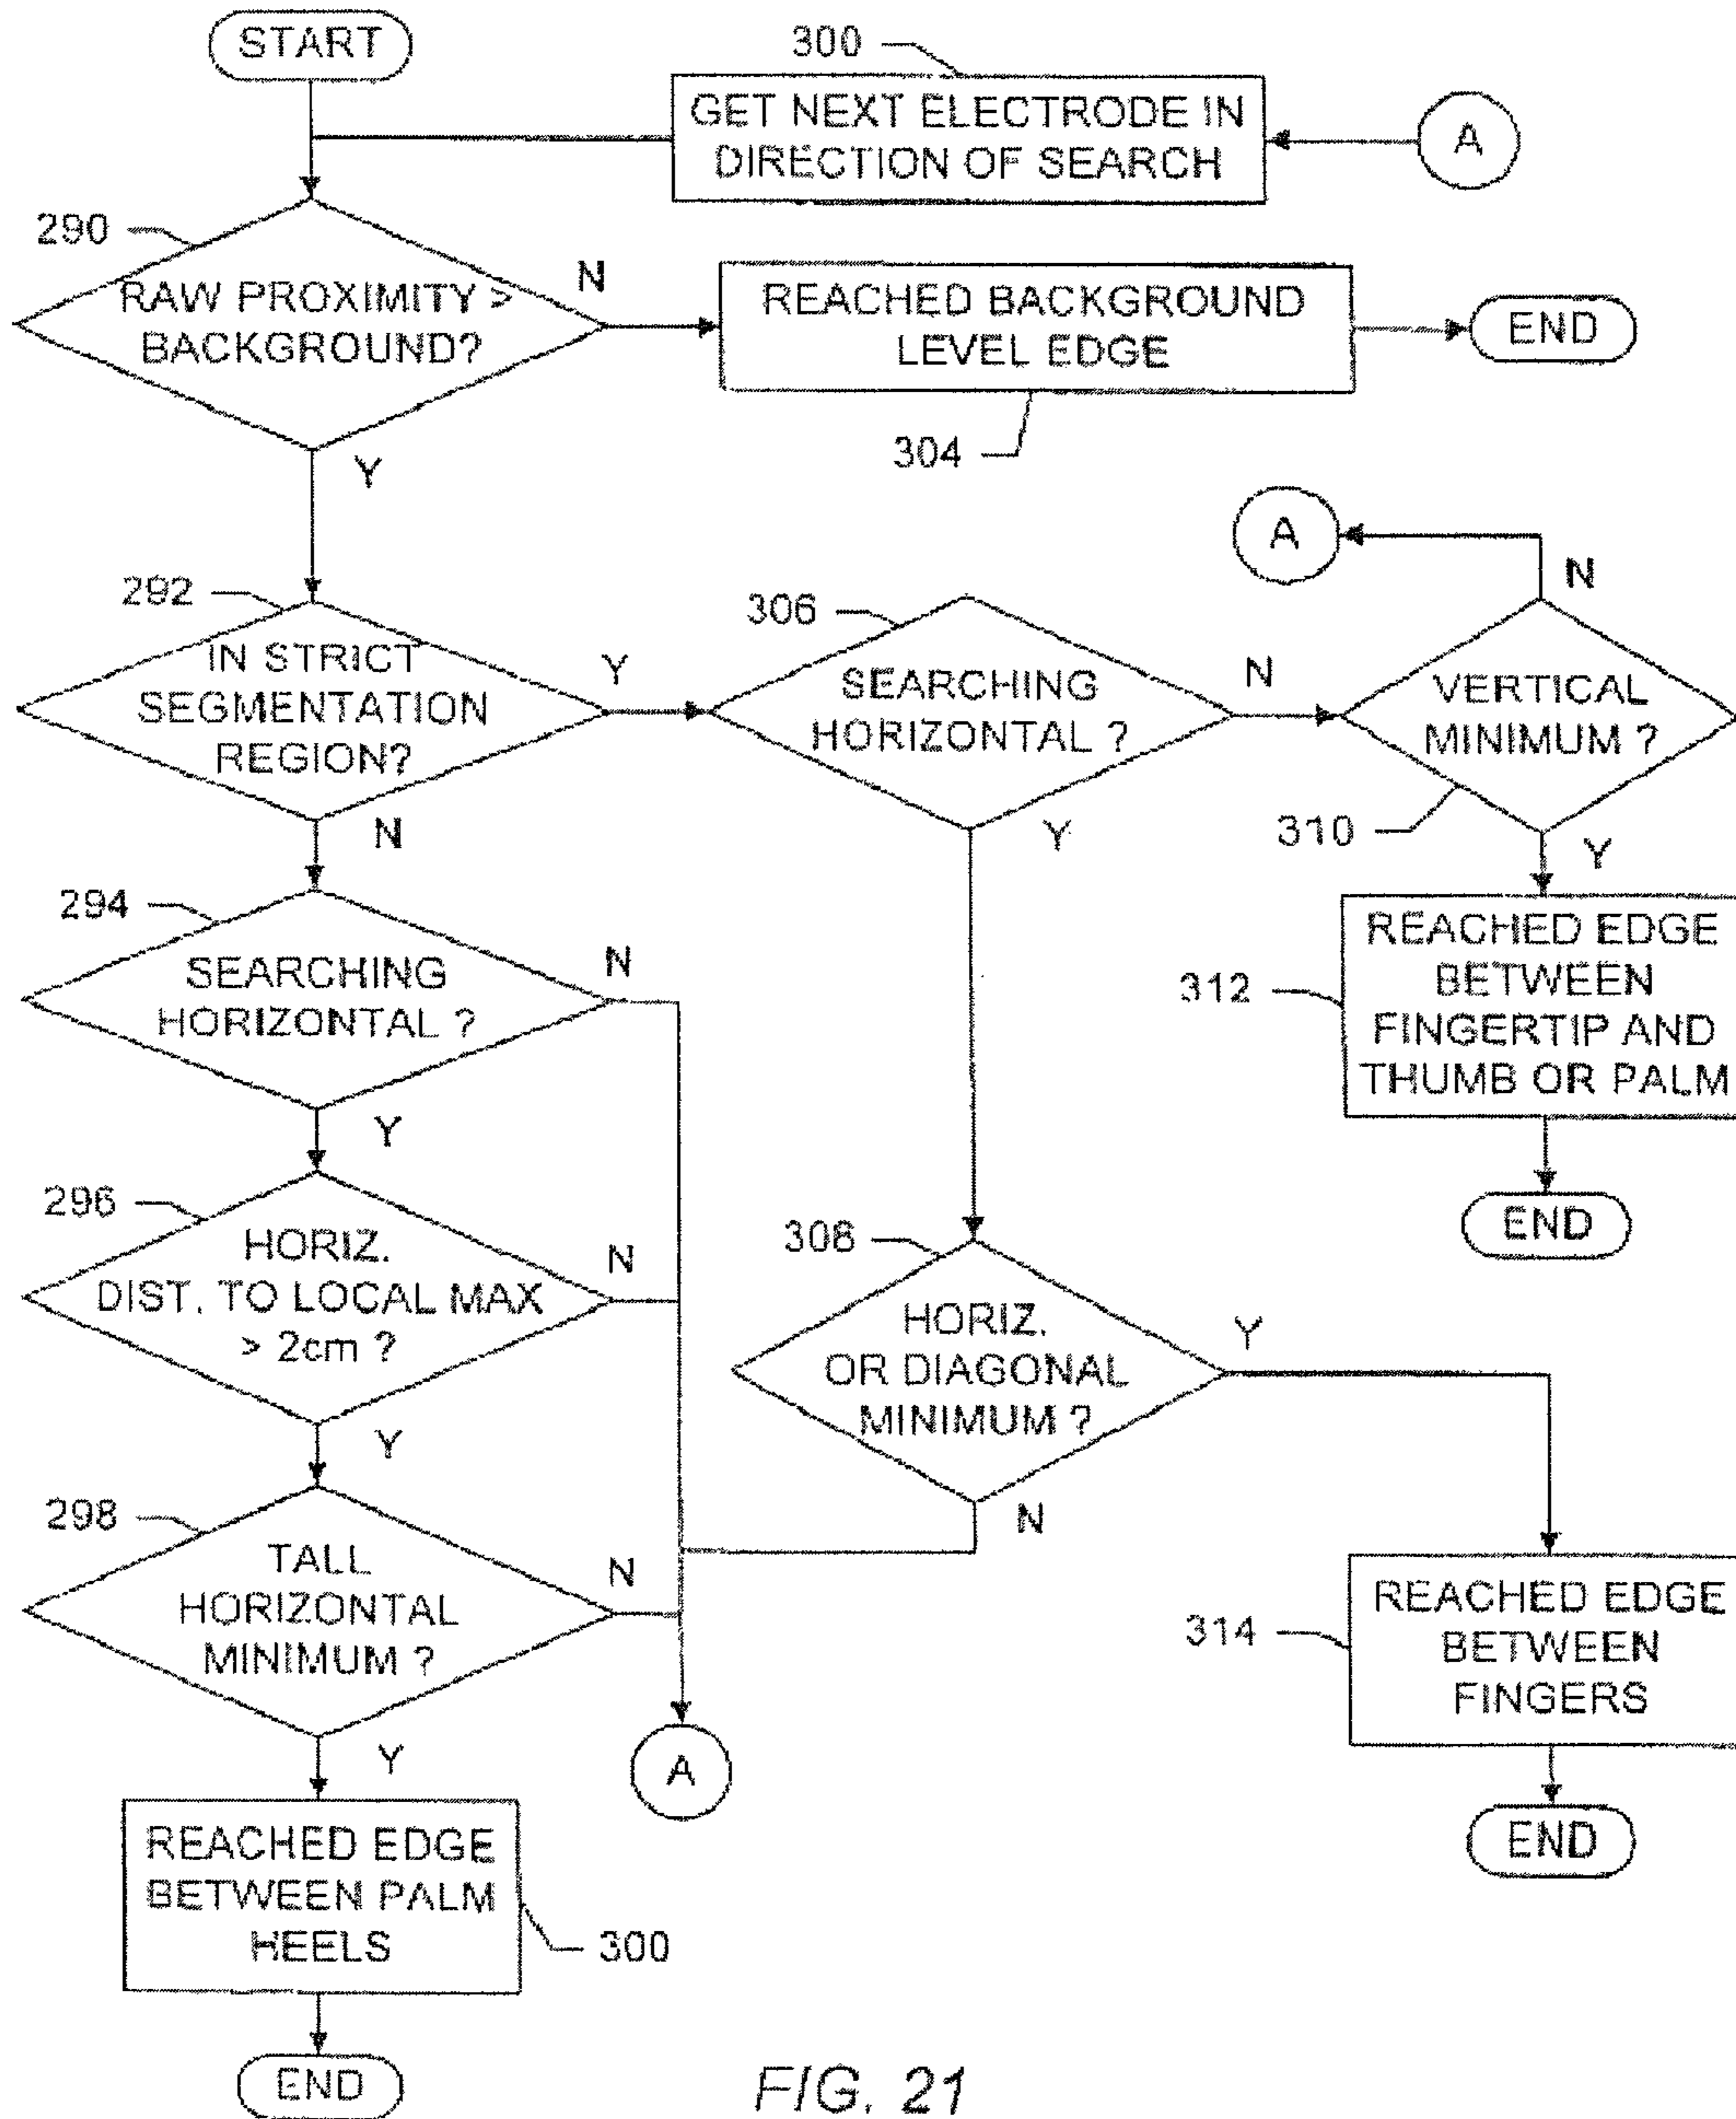 START
300
GET NEXT ELECTRODE IN
DIRECTION OF SEARCH
A
290
RAW PROXIMITY >
BACKGROUND?
N
Y
REACHED BACKGROUND
LEVEL EDGE
304
END
A
N
292
IN STRICT
SEGMENTATION
REGION?
Y
N
306
SEARCHING
HORIZONTAL ?
N
Y
VERTICAL
MINIMUM ?
310
Y
294
SEARCHING
HORIZONTAL ?
N
Y
312
REACHED EDGE
BETWEEN
FINGERTIP AND
THUMB OR PALM
END
296
HORIZ.
DIST. TO LOCAL MAX
> 2cm ?
N
Y
308
HORIZ.
OR DIAGONAL
MINIMUM ?
Y
N
298
TALL
HORIZONTAL
MINIMUM ?
N
Y
314
REACHED EDGE
BETWEEN
FINGERS
END
A
REACHED EDGE
BETWEEN PALM
HEELS
300
END
FIG. 21